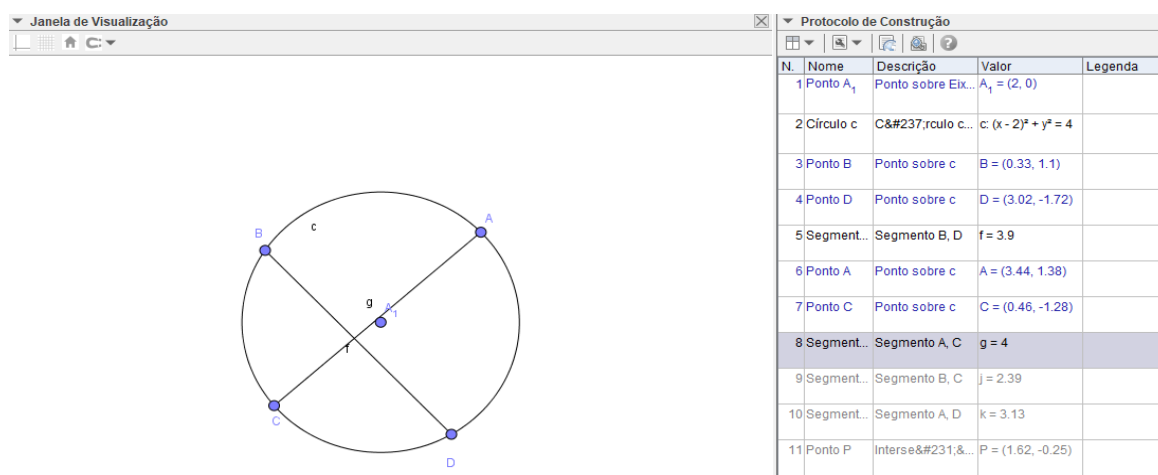 Janela de Visualização
B
c
A
g
A1
f
C
D
Protocolo de Construção
N. Nome Descrição Valor Legenda
1 Ponto A1 Ponto sobre Eix... A1 = (2, 0)
2 Círculo c C&#237;rculo c... c: (x - 2)² + y² = 4
3 Ponto B Ponto sobre c B = (0.33, 1.1)
4 Ponto D Ponto sobre c D = (3.02, -1.72)
5 Segment... Segmento B, D f = 3.9
6 Ponto A Ponto sobre c A = (3.44, 1.38)
7 Ponto C Ponto sobre c C = (0.46, -1.28)
8 Segment... Segmento A, C g = 4
9 Segment... Segmento B, C j = 2.39
10 Segment... Segmento A, D k = 3.13
11 Ponto P Interse&#231;&... P = (1.62, -0.25)